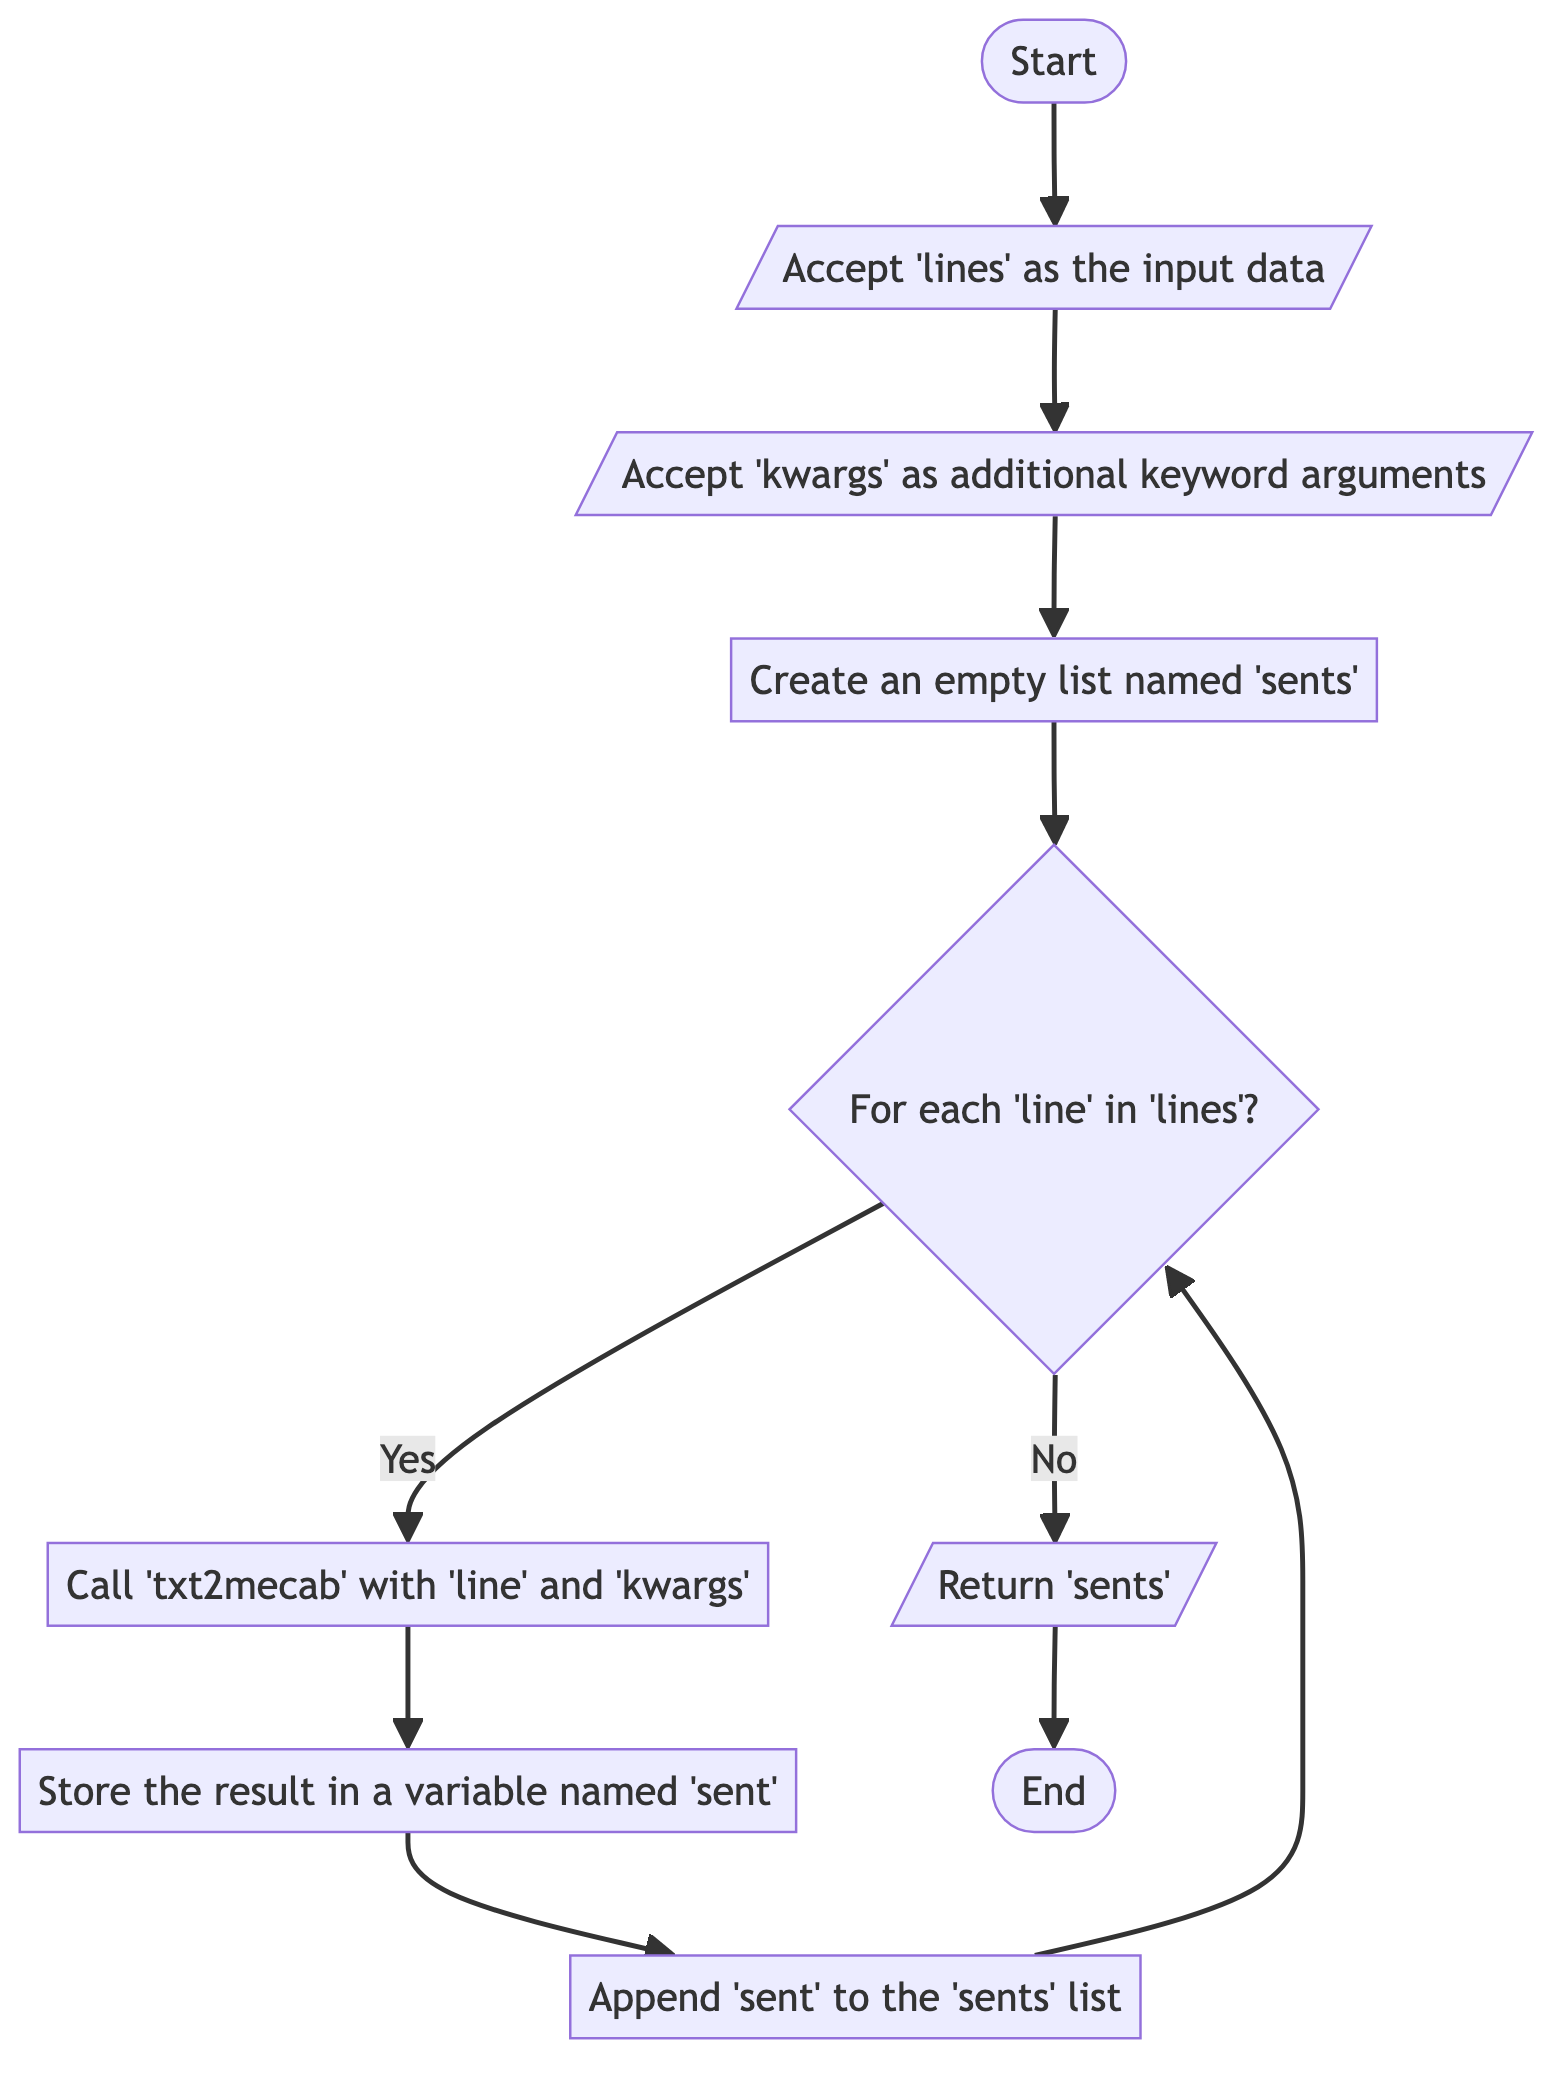 Start
Accept 'lines' as the input data
Accept 'kwargs' as additional keyword arguments
Create an empty list named 'sents'
For each 'line' in 'lines'?
Yes
No
Call 'txt2mecab' with 'line' and 'kwargs'
Return 'sents'
Store the result in a variable named 'sent'
End
Append 'sent' to the 'sents' list